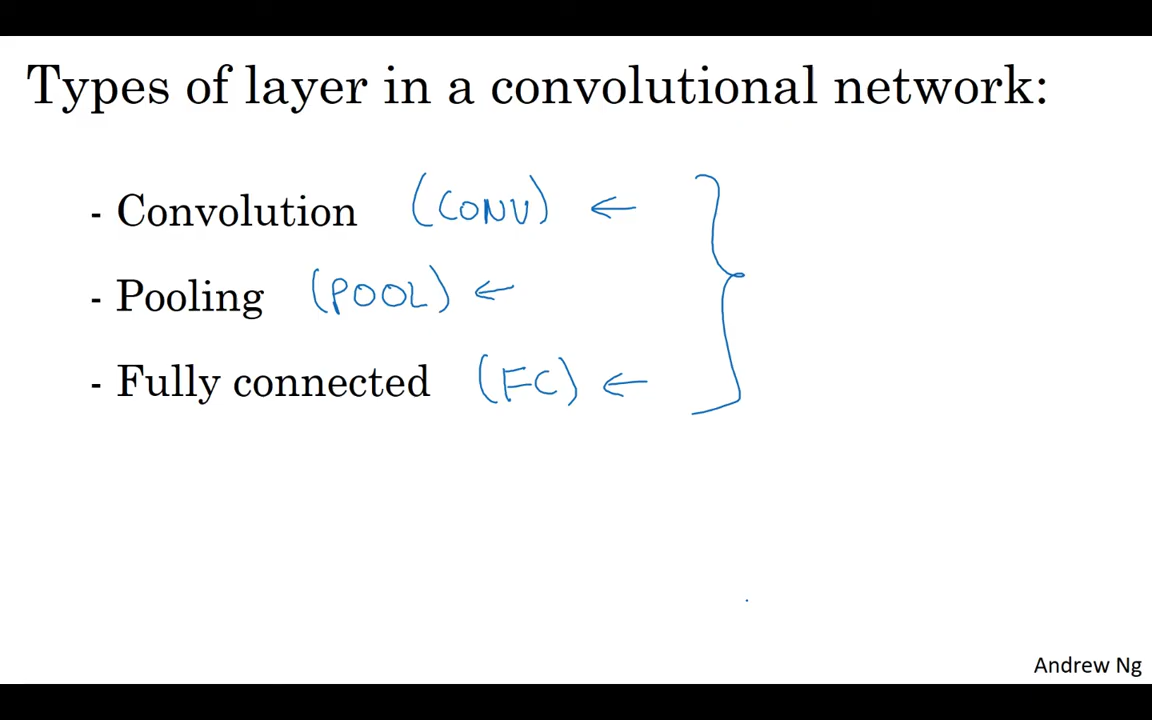 Types of layer in a convolutional network:
- Convolution (CONV) ←
- Pooling (POOL) ←
- Fully connected (FC) ←
Andrew Ng